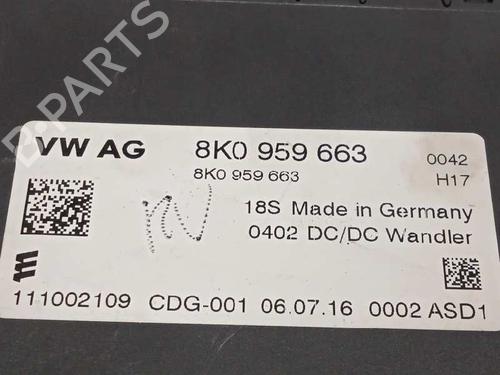 VW AG 8K0 959 663 0042
8K0 959 663 H17
18S Made in Germany
0402 DC/DC Wandler
111002109 CDG-001 06.07.16 0002 ASD1
B-PARTS